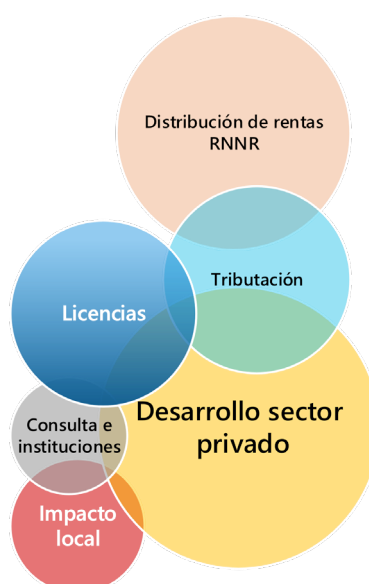 Distribución de rentas
RNNR
Tributación
Licencias
Desarrollo sector
privado
Consulta e
instituciones
Impacto
local